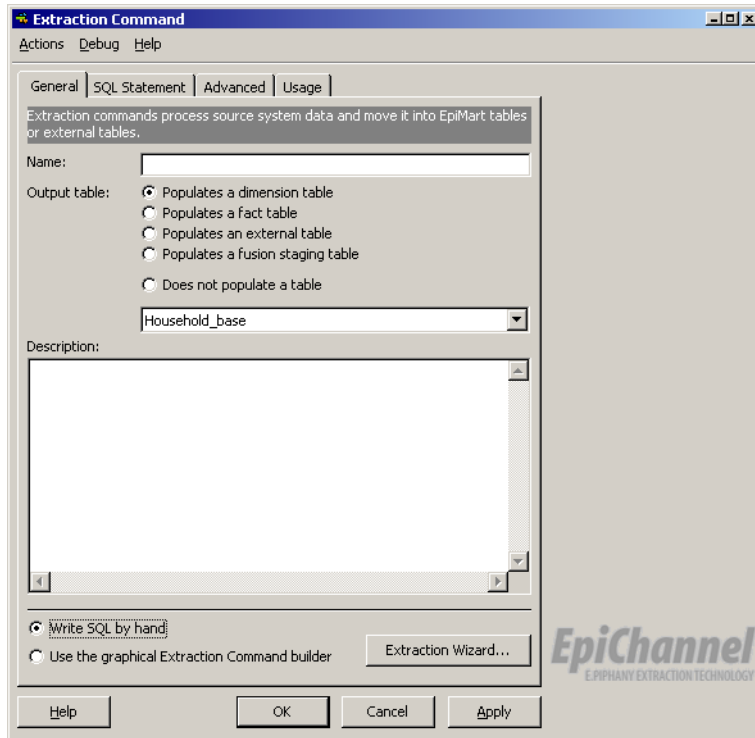 Extraction Command
Actions Debug Help
General SQL Statement Advanced Usage
Extraction commands process source system data and move it into EpiMart tables
or external tables.
Name:
Output table: Populates a dimension table
Populates a fact table
Populates an external table
Populates a fusion staging table
Does not populate a table
Household_base
Description:
Write SQL by hand
Use the graphical Extraction Command builder Extraction Wizard...
EpiChannel
E.PIPHANY EXTRACTION TECHNOLOGY
Help OK Cancel Apply